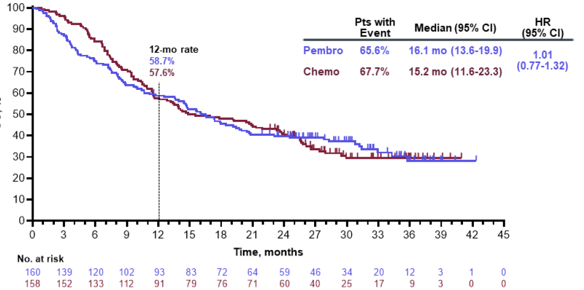 Pts with Event Median (95% CI) HR (95% CI)
Pembro 65.6% 16.1 mo (13.6-19.9) 1.01 (0.77-1.32)
Chemo 67.7% 15.2 mo (11.6-23.3)
12-mo rate
58.7%
57.6%
100
90
80
70
60
50
40
30
20
10
0
0 3 6 9 12 15 18 21 24 27 30 33 36 39 42 45
Time, months
No. at risk
160 139 120 102 93 83 72 64 59 46 34 20 12 3 1 0
158 152 133 112 91 79 76 71 60 40 25 17 9 3 0 0